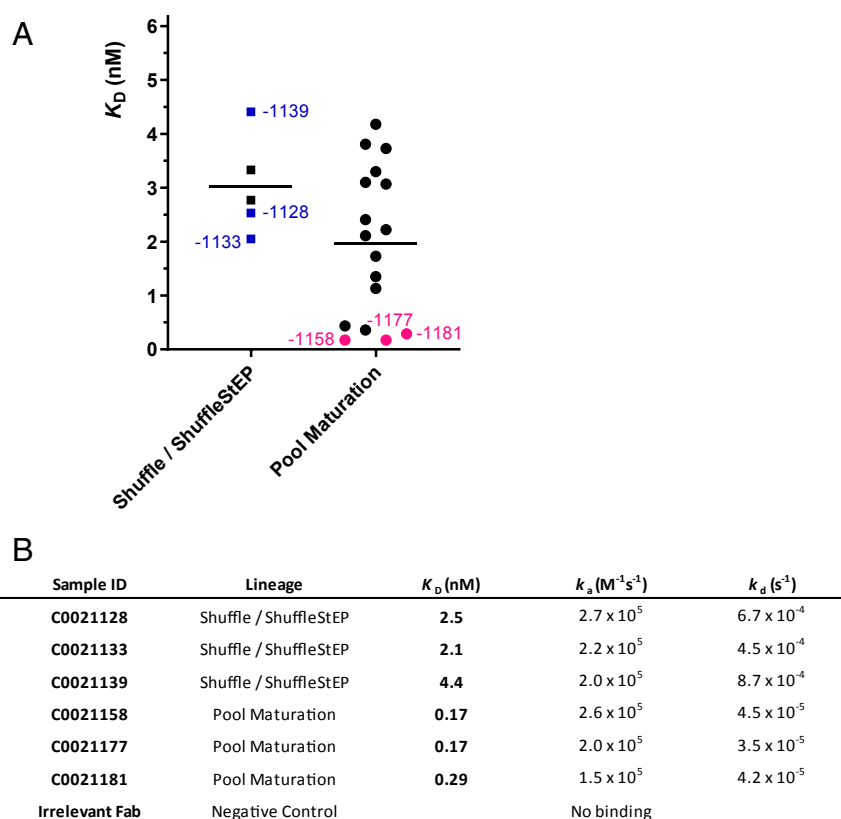 A
K_D (nM)
6
5
4
3
2
1
0
-1139
-1128
-1133
-1177
-1158
-1181
Shuffle / ShuffleStEP
Pool Maturation
B
Sample ID Lineage K_D (nM) k_a (M⁻¹s⁻¹) k_d (s⁻¹)
C0021128 Shuffle / ShuffleStEP 2.5 2.7 x 10⁵ 6.7 x 10⁻⁴
C0021133 Shuffle / ShuffleStEP 2.1 2.2 x 10⁵ 4.5 x 10⁻⁴
C0021139 Shuffle / ShuffleStEP 4.4 2.0 x 10⁵ 8.7 x 10⁻⁴
C0021158 Pool Maturation 0.17 2.6 x 10⁵ 4.5 x 10⁻⁵
C0021177 Pool Maturation 0.17 2.0 x 10⁵ 3.5 x 10⁻⁵
C0021181 Pool Maturation 0.29 1.5 x 10⁵ 4.2 x 10⁻⁵
Irrelevant Fab Negative Control No binding